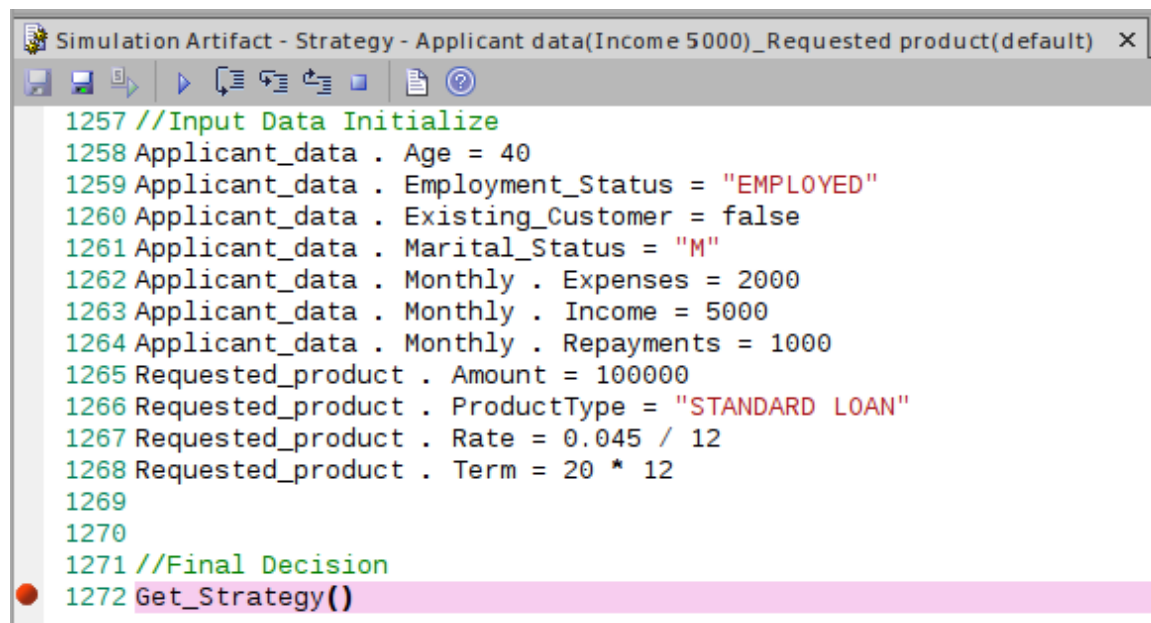 Simulation Artifact - Strategy - Applicant data(Income 5000)_Requested product(default)
1257 //Input Data Initialize
1258 Applicant_data . Age = 40
1259 Applicant_data . Employment_Status = "EMPLOYED"
1260 Applicant_data . Existing_Customer = false
1261 Applicant_data . Marital_Status = "M"
1262 Applicant_data . Monthly . Expenses = 2000
1263 Applicant_data . Monthly . Income = 5000
1264 Applicant_data . Monthly . Repayments = 1000
1265 Requested_product . Amount = 100000
1266 Requested_product . ProductType = "STANDARD LOAN"
1267 Requested_product . Rate = 0.045 / 12
1268 Requested_product . Term = 20 * 12
1269
1270
1271 //Final Decision
1272 Get_Strategy()